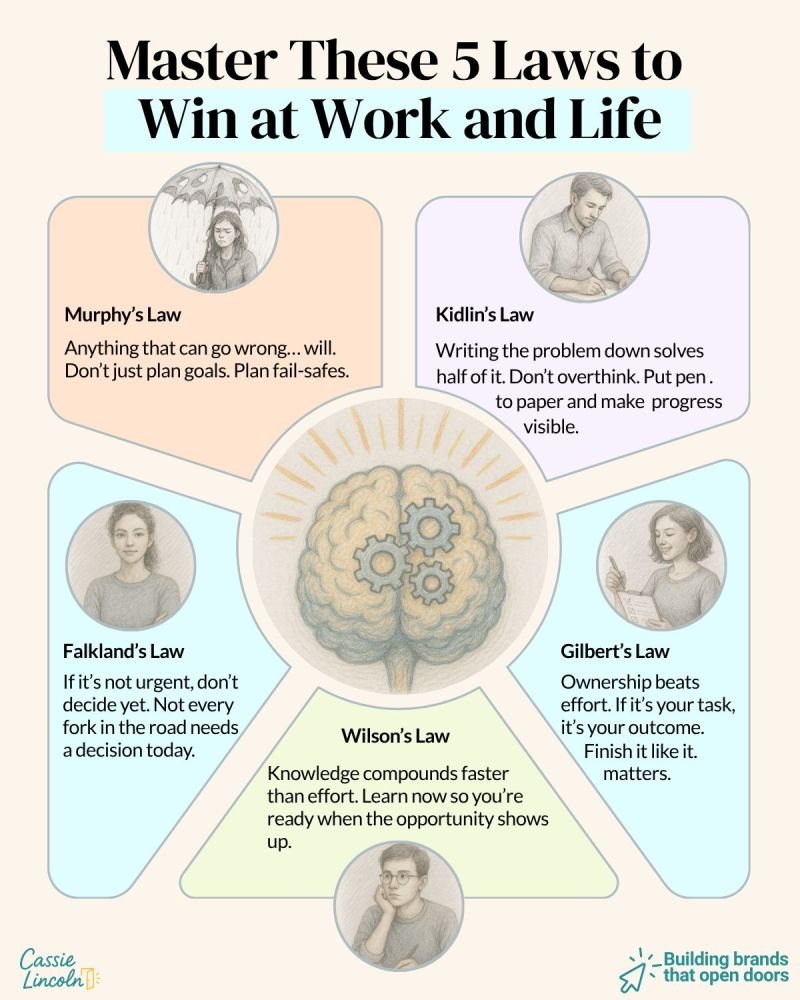 Master These 5 Laws to
Win at Work and Life
Murphy's Law
Anything that can go wrong... will.
Don't just plan goals. Plan fail-safes.
Kidlin's Law
Writing the problem down solves
half of it. Don't overthink. Put pen .
to paper and make progress
visible.
Falkland's Law
If it's not urgent, don't
decide yet. Not every
fork in the road needs
a decision today.
Gilbert's Law
Ownership beats
effort. If it's your task,
it's your outcome.
Finish it like it.
matters.
Wilson's Law
Knowledge compounds faster
than effort. Learn now so you're
ready when the opportunity shows
up.
Cassie
Lincoln
Building brands
that open doors